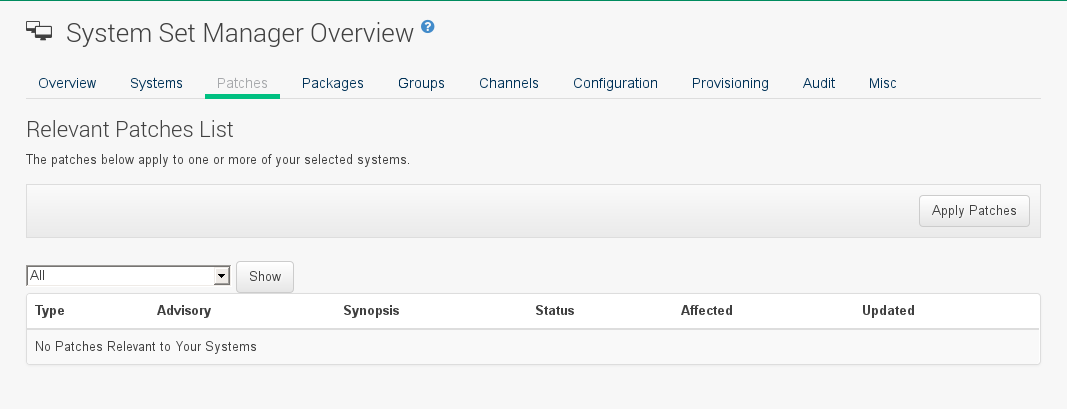 System Set Manager Overview ?
Overview Systems Patches Packages Groups Channels Configuration Provisioning Audit Misc
Relevant Patches List
The patches below apply to one or more of your selected systems.
Apply Patches
All Show
Type Advisory Synopsis Status Affected Updated
No Patches Relevant to Your Systems